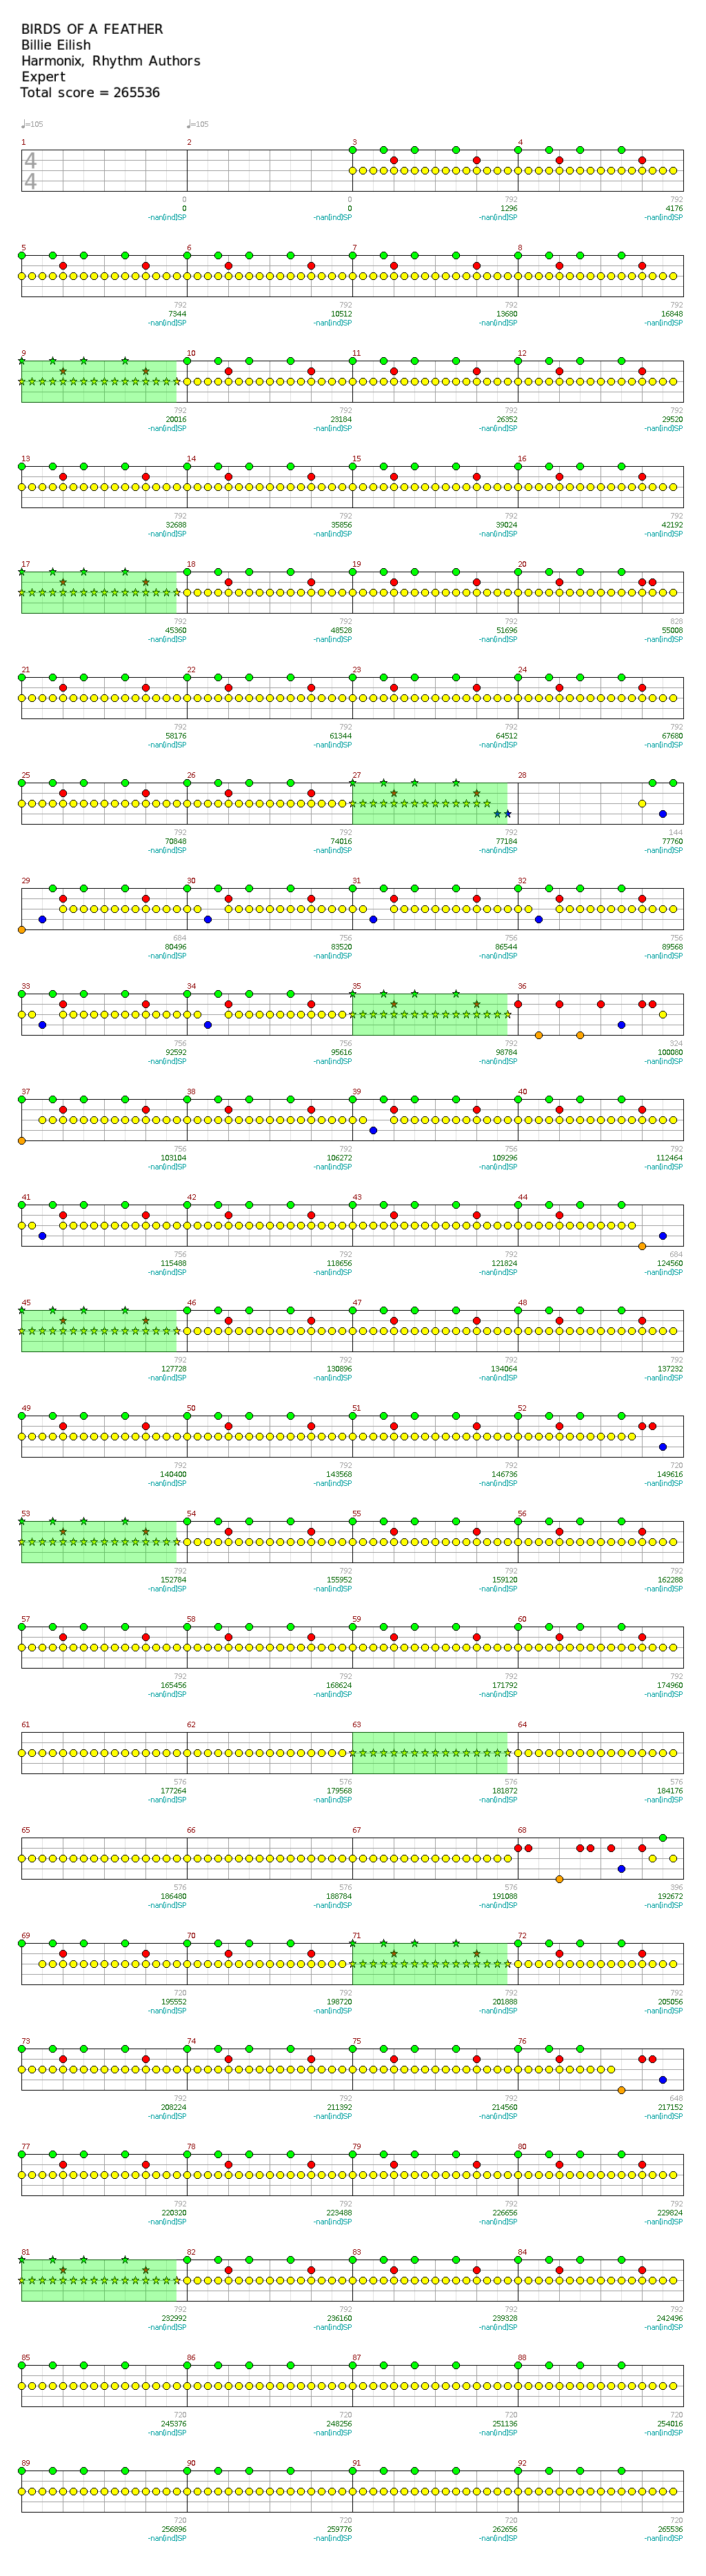 BIRDS OF A FEATHER
Billie Eilish
Harmonix, Rhythm Authors
Expert
Total score = 265536
♩=105 ♩=105
1 2 3 4
4
4
0 0 792 792
0 0 1296 4176
-nan(ind)SP -nan(ind)SP -nan(ind)SP -nan(ind)SP
5 6 7 8
792 792 792 792
7344 10512 13680 16848
-nan(ind)SP -nan(ind)SP -nan(ind)SP -nan(ind)SP
9 10 11 12
792 792 792 792
20016 23184 26352 29520
-nan(ind)SP -nan(ind)SP -nan(ind)SP -nan(ind)SP
13 14 15 16
792 792 792 792
32688 35856 39024 42192
-nan(ind)SP -nan(ind)SP -nan(ind)SP -nan(ind)SP
17 18 19 20
792 792 792 828
45360 48528 51696 55008
-nan(ind)SP -nan(ind)SP -nan(ind)SP -nan(ind)SP
21 22 23 24
792 792 792 792
58176 61344 64512 67680
-nan(ind)SP -nan(ind)SP -nan(ind)SP -nan(ind)SP
25 26 27 28
792 792 792 144
70848 74016 77184 77760
-nan(ind)SP -nan(ind)SP -nan(ind)SP -nan(ind)SP
29 30 31 32
684 756 756 756
80496 83520 86544 89568
-nan(ind)SP -nan(ind)SP -nan(ind)SP -nan(ind)SP
33 34 35 36
756 756 792 324
92592 95616 98784 100080
-nan(ind)SP -nan(ind)SP -nan(ind)SP -nan(ind)SP
37 38 39 40
756 792 756 792
103104 106272 109296 112464
-nan(ind)SP -nan(ind)SP -nan(ind)SP -nan(ind)SP
41 42 43 44
756 792 792 684
115488 118656 121824 124560
-nan(ind)SP -nan(ind)SP -nan(ind)SP -nan(ind)SP
45 46 47 48
792 792 792 792
127728 130896 134064 137232
-nan(ind)SP -nan(ind)SP -nan(ind)SP -nan(ind)SP
49 50 51 52
792 792 792 720
140400 143568 146736 149616
-nan(ind)SP -nan(ind)SP -nan(ind)SP -nan(ind)SP
53 54 55 56
792 792 792 792
152784 155952 159120 162288
-nan(ind)SP -nan(ind)SP -nan(ind)SP -nan(ind)SP
57 58 59 60
792 792 792 792
165456 168624 171792 174960
-nan(ind)SP -nan(ind)SP -nan(ind)SP -nan(ind)SP
61 62 63 64
576 576 576 576
177264 179568 181872 184176
-nan(ind)SP -nan(ind)SP -nan(ind)SP -nan(ind)SP
65 66 67 68
576 576 576 396
186480 188784 191088 192672
-nan(ind)SP -nan(ind)SP -nan(ind)SP -nan(ind)SP
69 70 71 72
720 792 792 792
195552 198720 201888 205056
-nan(ind)SP -nan(ind)SP -nan(ind)SP -nan(ind)SP
73 74 75 76
792 792 792 648
208224 211392 214560 217152
-nan(ind)SP -nan(ind)SP -nan(ind)SP -nan(ind)SP
77 78 79 80
792 792 792 792
220320 223488 226656 229824
-nan(ind)SP -nan(ind)SP -nan(ind)SP -nan(ind)SP
81 82 83 84
792 792 792 792
232992 236160 239328 242496
-nan(ind)SP -nan(ind)SP -nan(ind)SP -nan(ind)SP
85 86 87 88
720 720 720 720
245376 248256 251136 254016
-nan(ind)SP -nan(ind)SP -nan(ind)SP -nan(ind)SP
89 90 91 92
720 720 720 720
256896 259776 262656 265536
-nan(ind)SP -nan(ind)SP -nan(ind)SP -nan(ind)SP